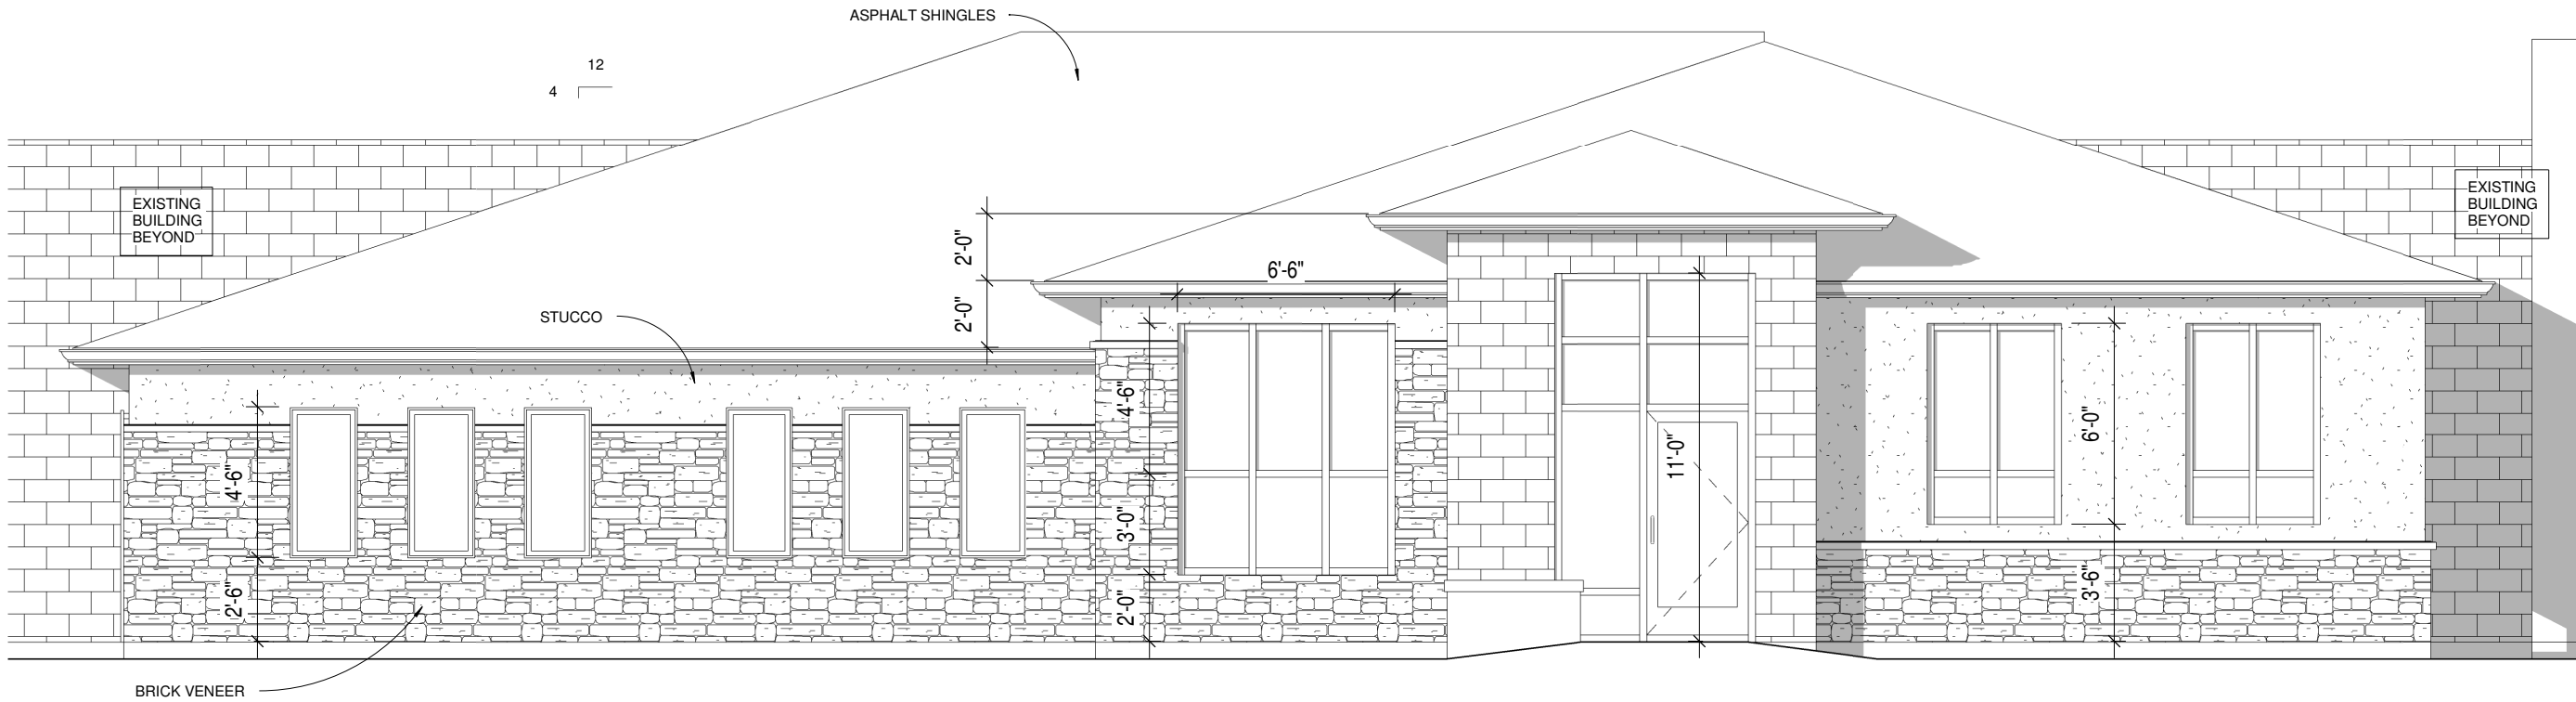 ASPHALT SHINGLES
12
4
EXISTING
BUILDING
BEYOND
EXISTING
BUILDING
BEYOND
2'-0"
6'-6"
2'-0"
STUCCO
4'-6"
6'-0"
11'-0"
4'-6"
3'-0"
3'-6"
2'-6"
2'-0"
BRICK VENEER